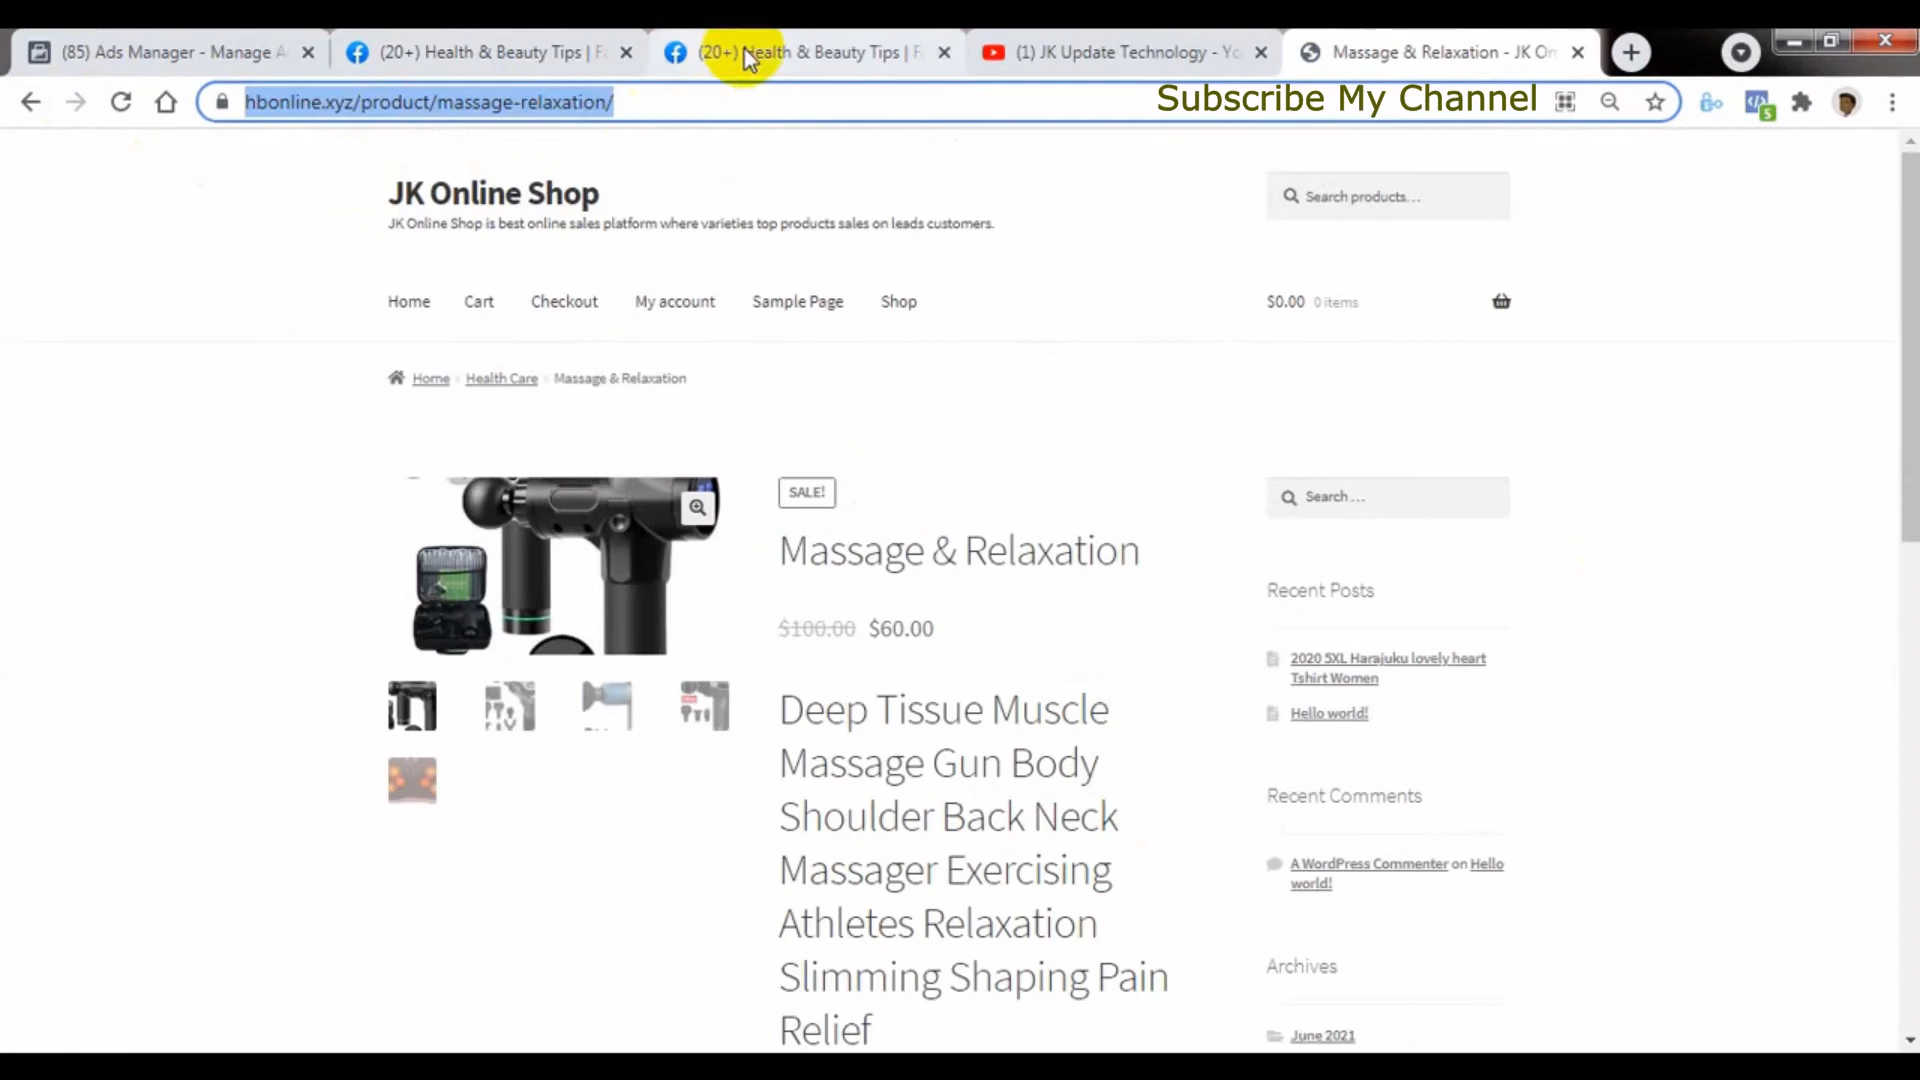 (85) Ads Manager - Manage A
(20+) Health & Beauty Tips | F
(20+) Health & Beauty Tips | F
(1) JK Update Technology - Yo
Massage & Relaxation - JK On
hbonline.xyz/product/massage-relaxation/
Subscribe My Channel
JK Online Shop
JK Online Shop is best online sales platform where varieties top products sales on leads customers.
Search products…
Home
Cart
Checkout
My account
Sample Page
Shop
$0.00 0 items
Home
Health Care
Massage & Relaxation
SALE!
Massage & Relaxation
$100.00 $60.00
Deep Tissue Muscle
Massage Gun Body
Shoulder Back Neck
Massager Exercising
Athletes Relaxation
Slimming Shaping Pain
Relief
Search …
Recent Posts
2020 5XL Harajuku lovely heart
Tshirt Women
Hello world!
Recent Comments
A WordPress Commenter on Hello
world!
Archives
June 2021